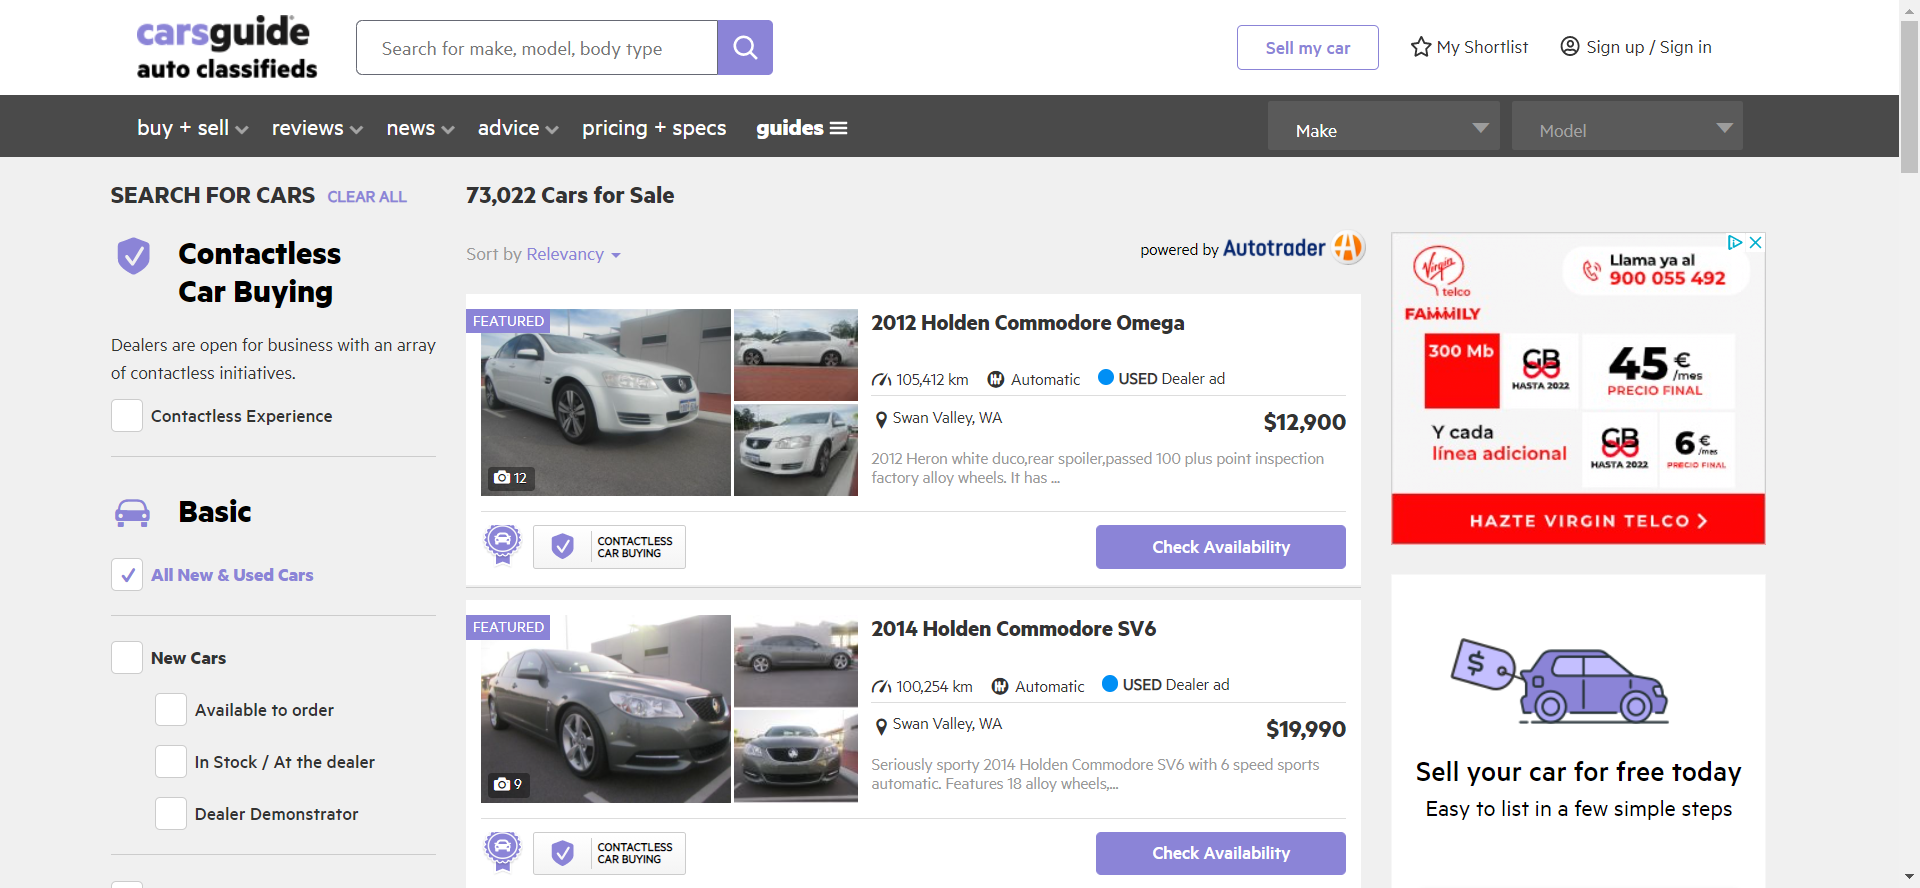 carsguide
auto classifieds
Search for make, model, body type
Sell my car
My Shortlist
Sign up / Sign in
buy + sell
reviews
news
advice
pricing + specs
guides
Make
Model
SEARCH FOR CARS
CLEAR ALL
73,022 Cars for Sale
Contactless
Car Buying
Dealers are open for business with an array
of contactless initiatives.
Contactless Experience
Basic
All New & Used Cars
New Cars
Available to order
In Stock / At the dealer
Dealer Demonstrator
Sort by Relevancy
powered by Autotrader
FEATURED
12
2012 Holden Commodore Omega
105,412 km
Automatic
USED Dealer ad
Swan Valley, WA
$12,900
2012 Heron white duco,rear spoiler,passed 100 plus point inspection
factory alloy wheels. It has ...
CONTACTLESS
CAR BUYING
Check Availability
FEATURED
9
2014 Holden Commodore SV6
100,254 km
Automatic
USED Dealer ad
Swan Valley, WA
$19,990
Seriously sporty 2014 Holden Commodore SV6 with 6 speed sports
automatic. Features 18 alloy wheels,...
CONTACTLESS
CAR BUYING
Check Availability
Virgin
telco
FAMMILY
Llama ya al
900 055 492
300 Mb
GB
HASTA 2022
45 €
/mes
PRECIO FINAL
Y cada
línea adicional
GB
HASTA 2022
6 €
/mes
PRECIO FINAL
HAZTE VIRGIN TELCO
$
Sell your car for free today
Easy to list in a few simple steps